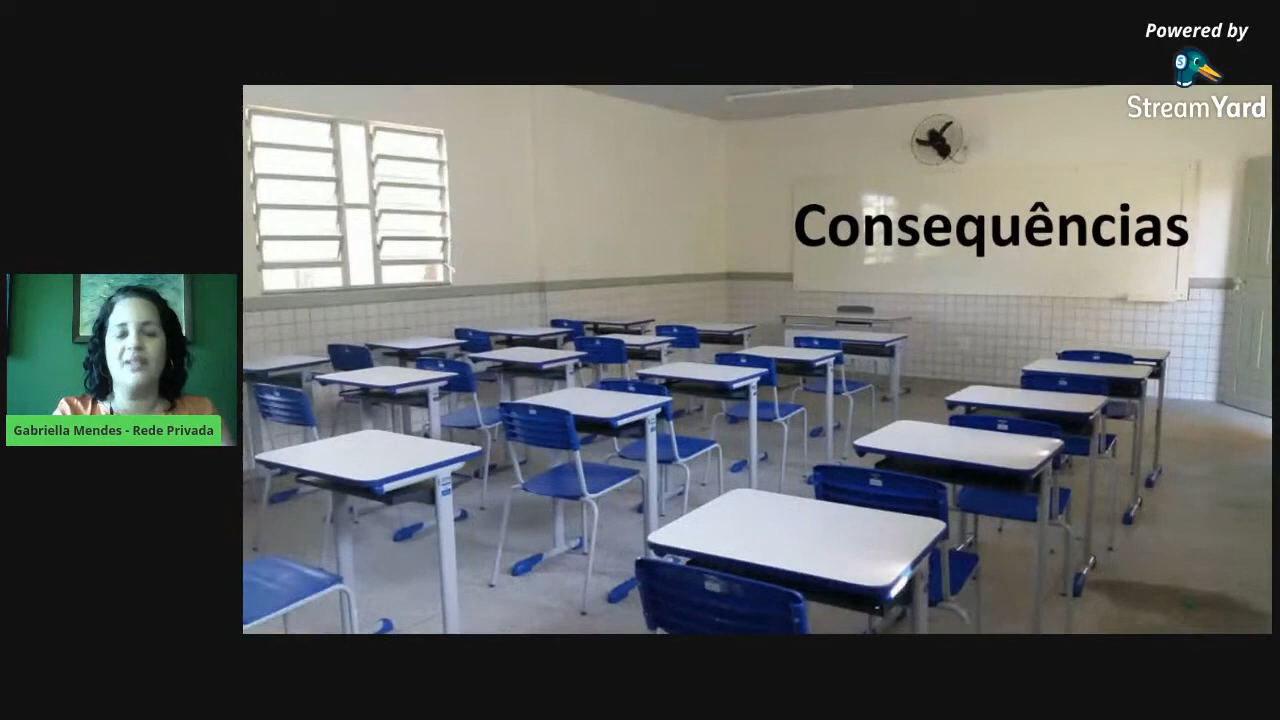 Powered by
StreamYard
Consequências
Gabriella Mendes - Rede Privada